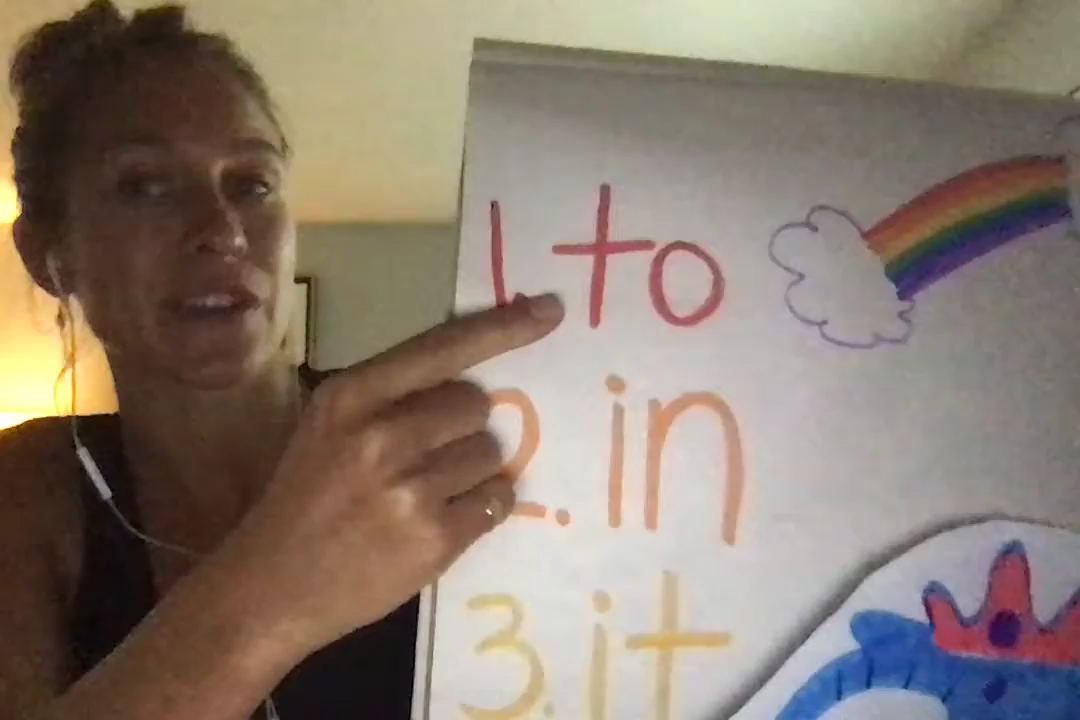 1 to
2. in
3. it